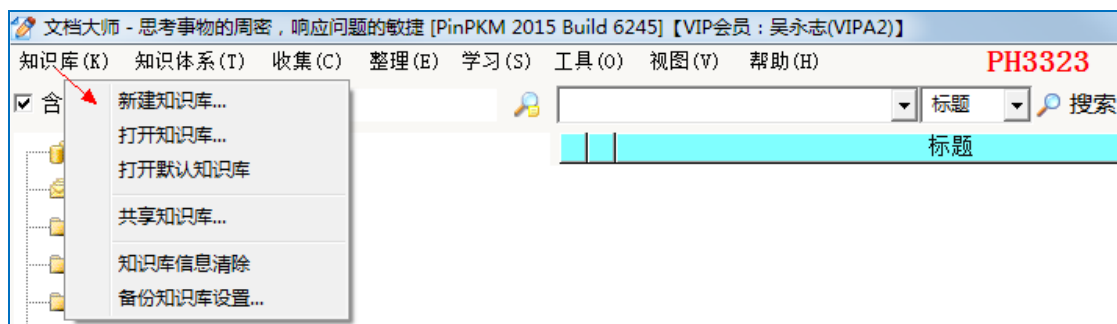 文档大师 - 思考事物的周密，响应问题的敏捷 [PinPKM 2015 Build 6245]【VIP会员：吴永志(VIPA2)】
知识库(K) 知识体系(T) 收集(C) 整理(E) 学习(S) 工具(O) 视图(V) 帮助(H) PH3323
含 标题 搜索
新建知识库...
打开知识库...
标题
打开默认知识库
共享知识库...
知识库信息清除
备份知识库设置...